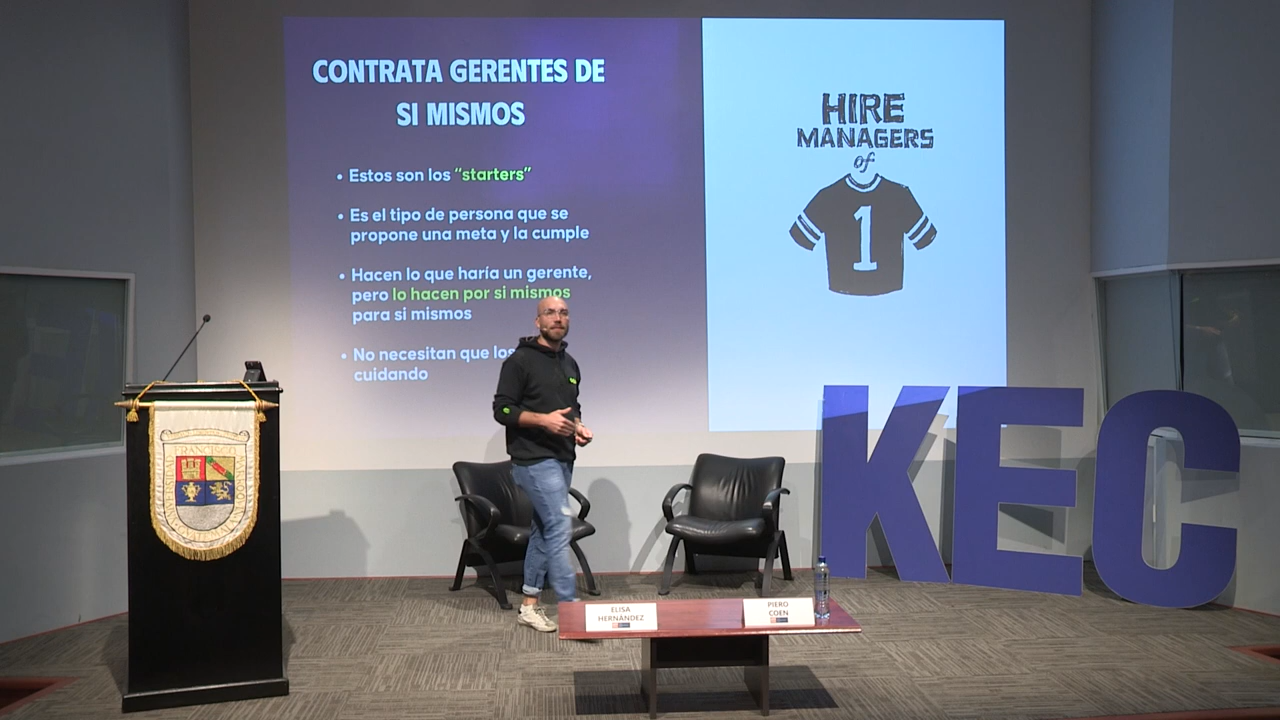 CONTRATA GERENTES DE
SI MISMOS
• Estos son los “starters”
• Es el tipo de persona que se
propone una meta y la cumple
• Hacen lo que haría un gerente,
pero lo hacen por si mismos
para si mismos
• No necesitan que los
cuidando
HIRE
MANAGERS
of
1
KEC
FRANCISCO
ELISA
HERNÁNDEZ
PIERO
COEN